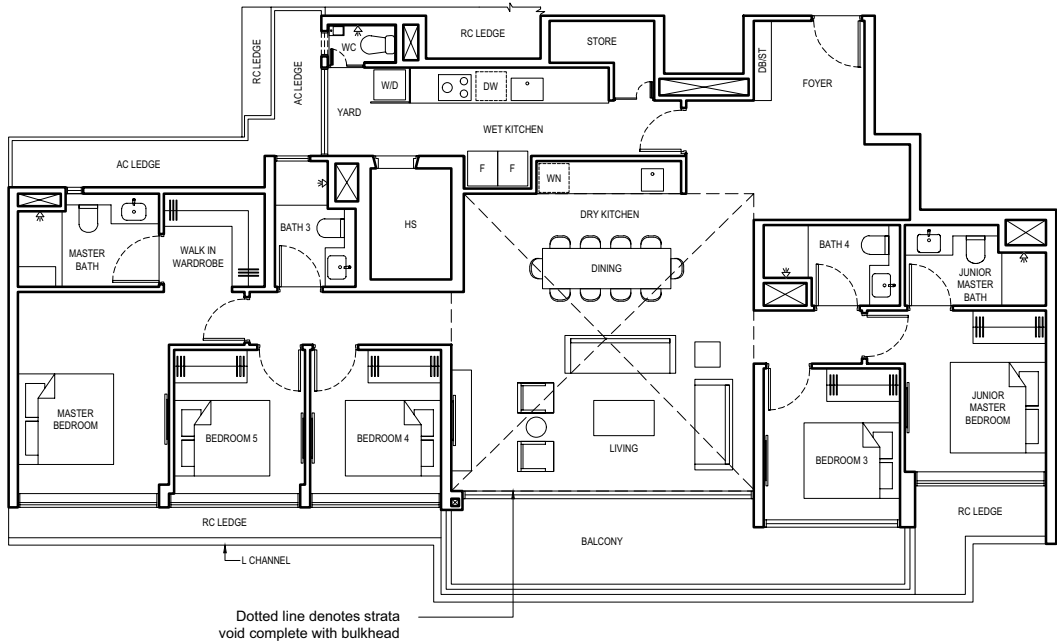 RC LEDGE
WC
RC LEDGE
STORE
DB/ST
FOYER
AC LEDGE
W/D
DW
YARD
WET KITCHEN
AC LEDGE
F
F
WN
HS
DRY KITCHEN
BATH 3
MASTER
BATH
WALK IN
WARDROBE
DINING
BATH 4
JUNIOR
MASTER
BATH
MASTER
BEDROOM
BEDROOM 5
BEDROOM 4
LIVING
BEDROOM 3
JUNIOR
MASTER
BEDROOM
RC LEDGE
RC LEDGE
BALCONY
L CHANNEL
Dotted line denotes strata
void complete with bulkhead